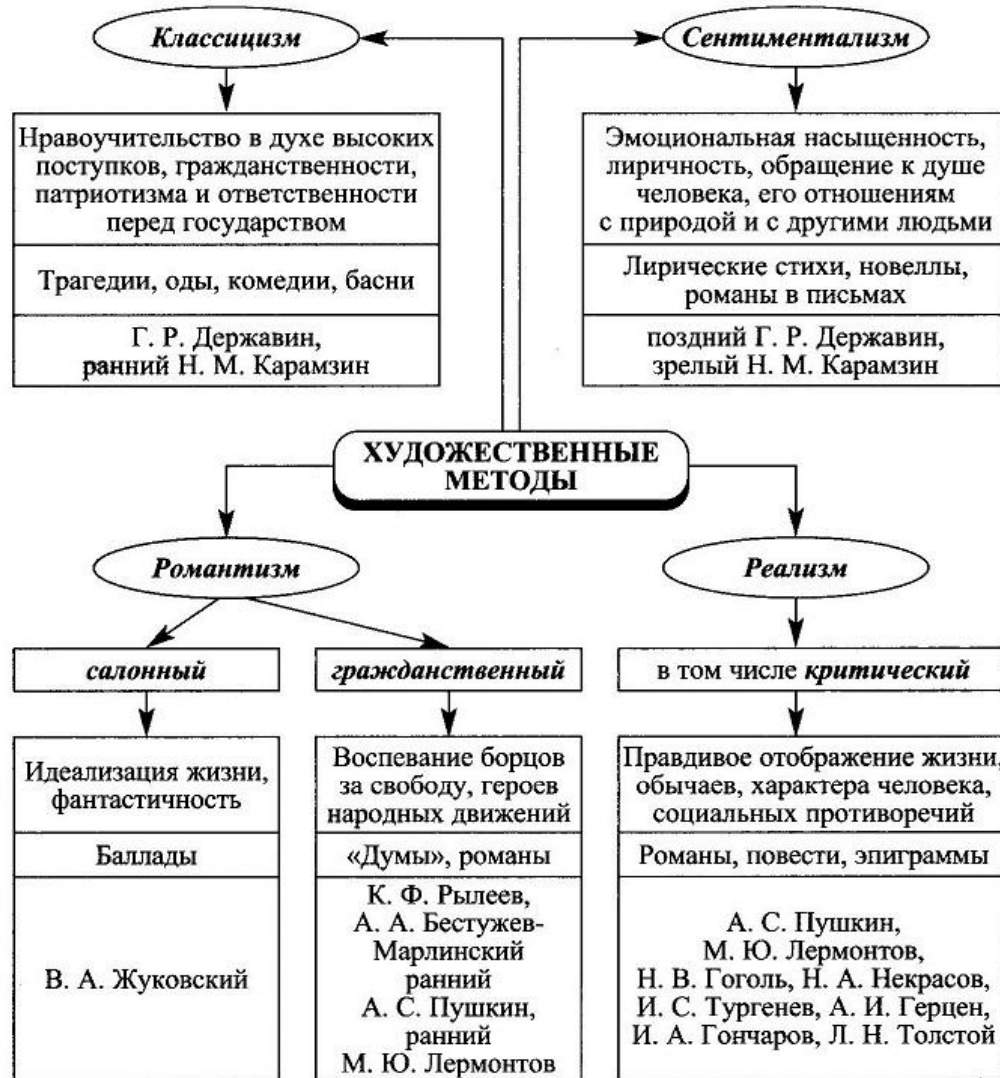 Классицизм
Нравоучительство в духе высоких
поступков, гражданственности,
патриотизма и ответственности
перед государством
Трагедии, оды, комедии, басни
Г. Р. Державин,
ранний Н. М. Карамзин
Сентиментализм
Эмоциональная насыщенность,
лиричность, обращение к душе
человека, его отношениям
с природой и с другими людьми
Лирические стихи, новеллы,
романы в письмах
поздний Г. Р. Державин,
зрелый Н. М. Карамзин
ХУДОЖЕСТВЕННЫЕ
МЕТОДЫ
Романтизм
салонный
Идеализация жизни,
фантастичность
Баллады
В. А. Жуковский
гражданственный
Воспевание борцов
за свободу, героев
народных движений
«Думы», романы
К. Ф. Рылеев,
А. А. Бестужев-
Марлинский
ранний
А. С. Пушкин,
ранний
М. Ю. Лермонтов
Реализм
в том числе критический
Правдивое отображение жизни,
обычаев, характера человека,
социальных противоречий
Романы, повести, эпиграммы
А. С. Пушкин,
М. Ю. Лермонтов,
Н. В. Гоголь, Н. А. Некрасов,
И. С. Тургенев, А. И. Герцен,
И. А. Гончаров, Л. Н. Толстой